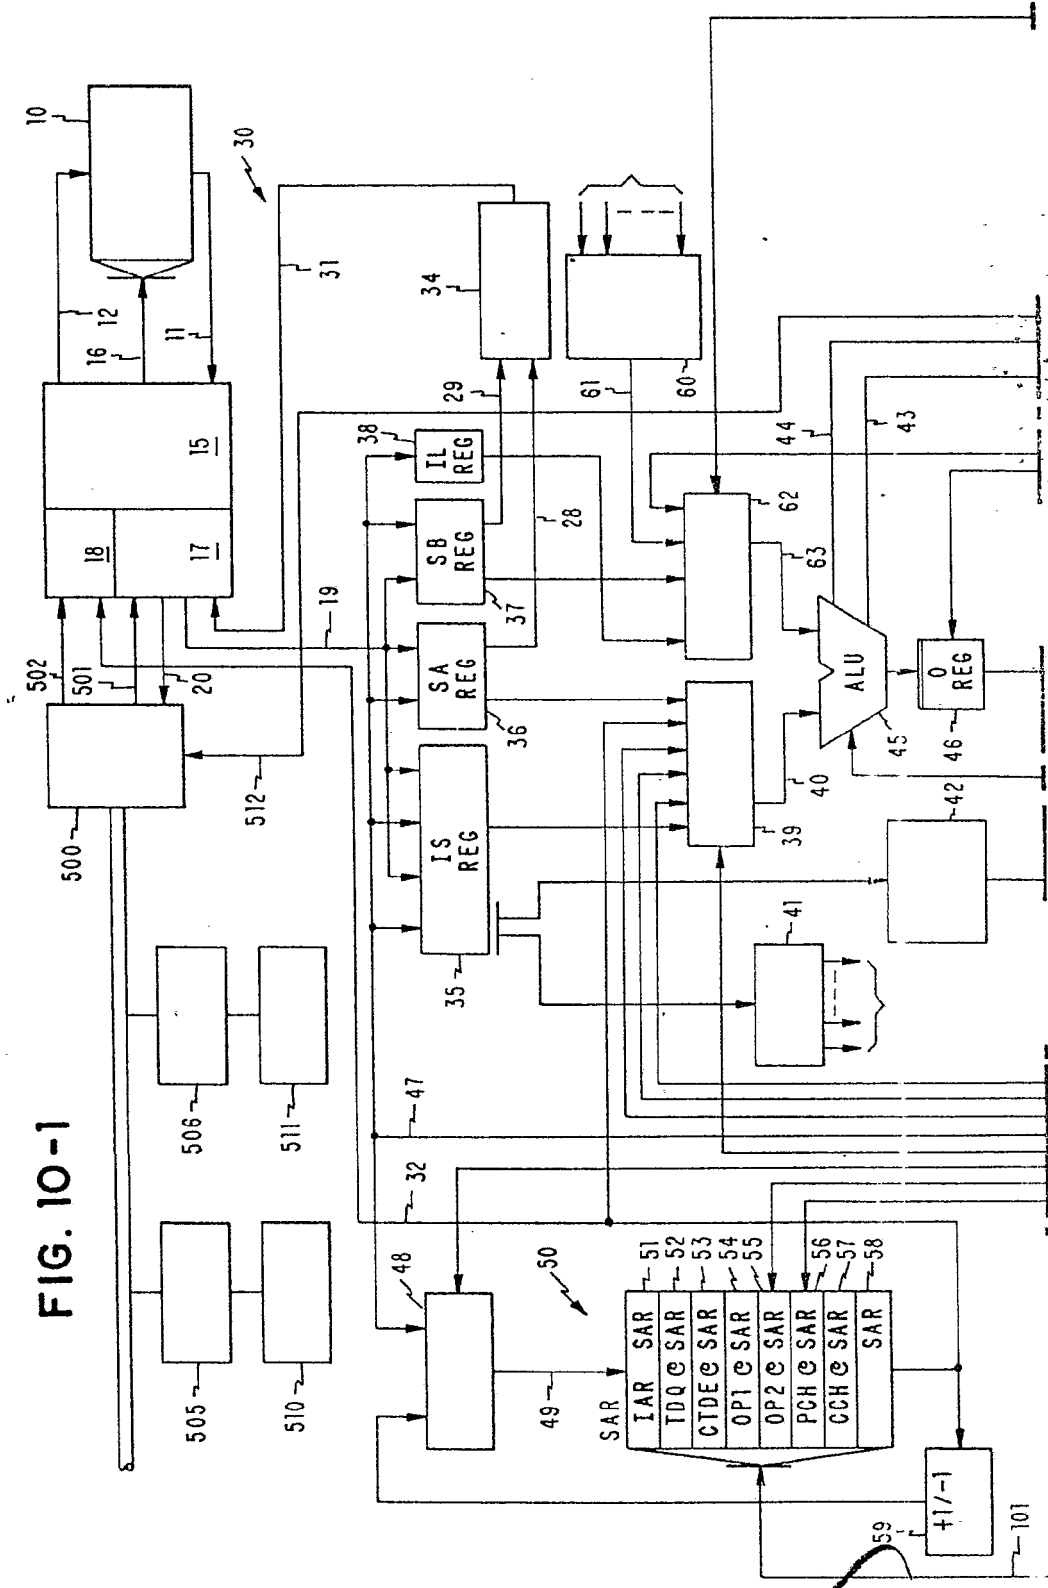 FIG. 10-1
10
12
16
11
15
18
17
502
501
20
500
512
19
30
31
34
29
28
505
510
506
511
32
47
IS REG
35
SA REG
36
SB REG
37
IL REG
38
61
60
62
63
39
40
41
42
44
43
ALU
45
O REG
46
48
49
50
SAR
IAR SAR 51
TDQ@SAR 52
CTDE@SAR 53
OP1@SAR 54
OP2@SAR 55
PCH@SAR 56
CCH@SAR 57
SAR 58
+1/-1
59
101